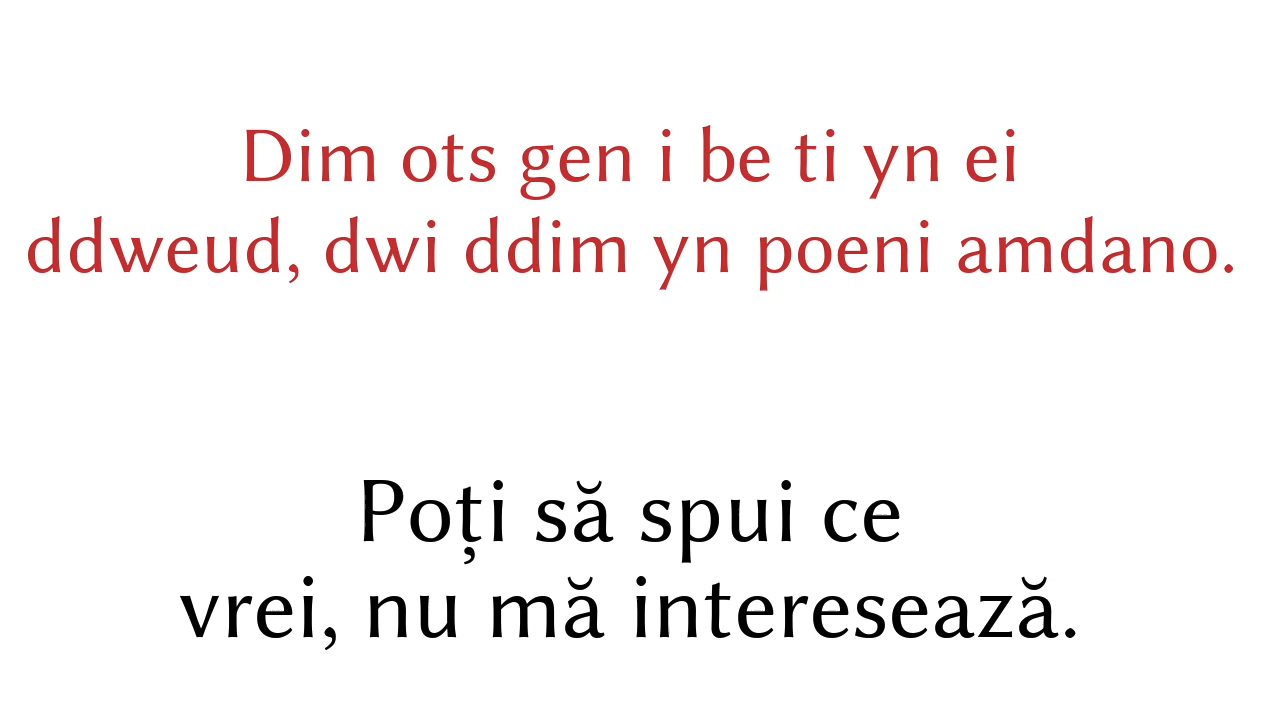 Dim ots gen i be ti yn ei
ddweud, dwi ddim yn poeni amdano.
Poți să spui ce
vrei, nu mă interesează.